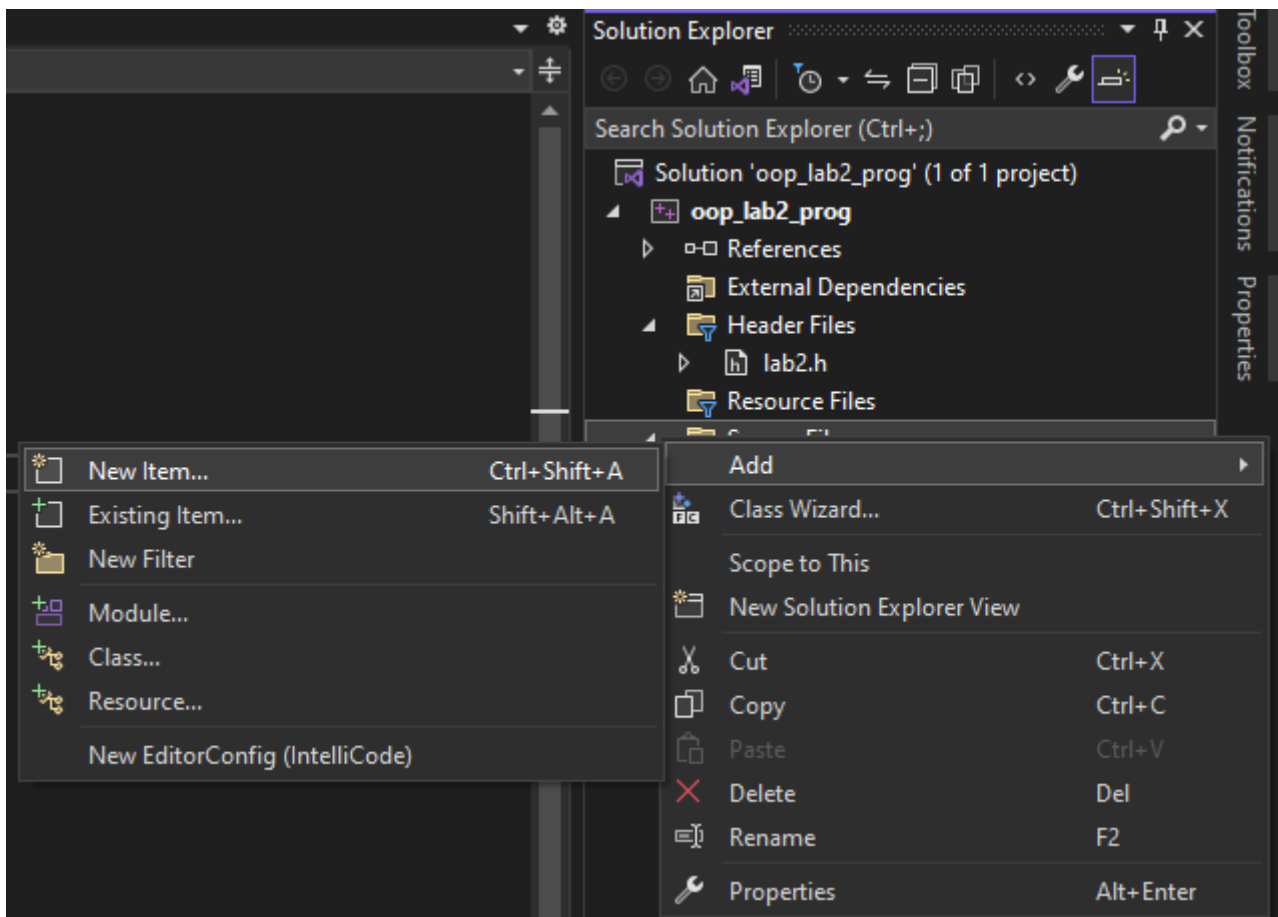 Solution Explorer
Search Solution Explorer (Ctrl+;)
Solution 'oop_lab2_prog' (1 of 1 project)
oop_lab2_prog
References
External Dependencies
Header Files
lab2.h
Resource Files
New Item... Ctrl+Shift+A
Existing Item... Shift+Alt+A
New Filter
Module...
Class...
Resource...
New EditorConfig (IntelliCode)
Add
Class Wizard... Ctrl+Shift+X
Scope to This
New Solution Explorer View
Cut Ctrl+X
Copy Ctrl+C
Paste Ctrl+V
Delete Del
Rename F2
Properties Alt+Enter
Toolbox
Notifications
Properties